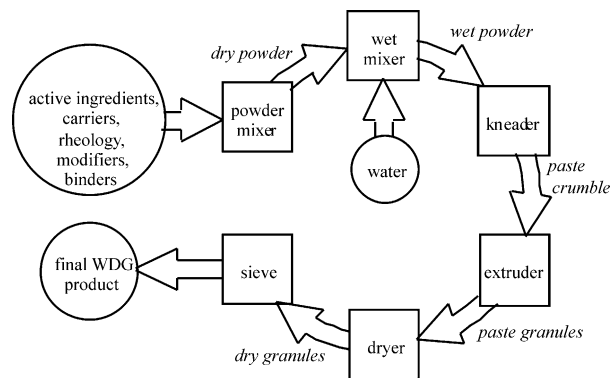 active ingredients,
carriers,
rheology,
modifiers,
binders
powder
mixer
dry powder
wet
mixer
water
wet powder
kneader
paste
crumble
extruder
paste granules
dryer
dry granules
sieve
final WDG
product